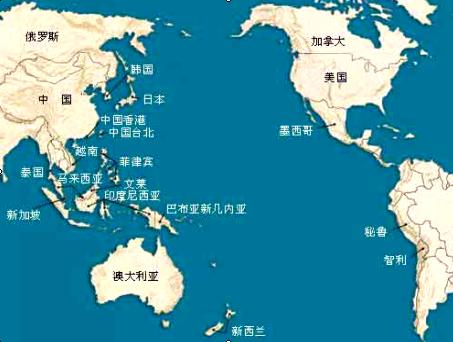 俄罗斯
加拿大
韩国
美国
中国
日本
中国香港
墨西哥
中国台北
越南
菲律宾
泰国
马来西亚
文莱
印度尼西亚
巴布亚新几内亚
新加坡
秘鲁
智利
澳大利亚
新西兰